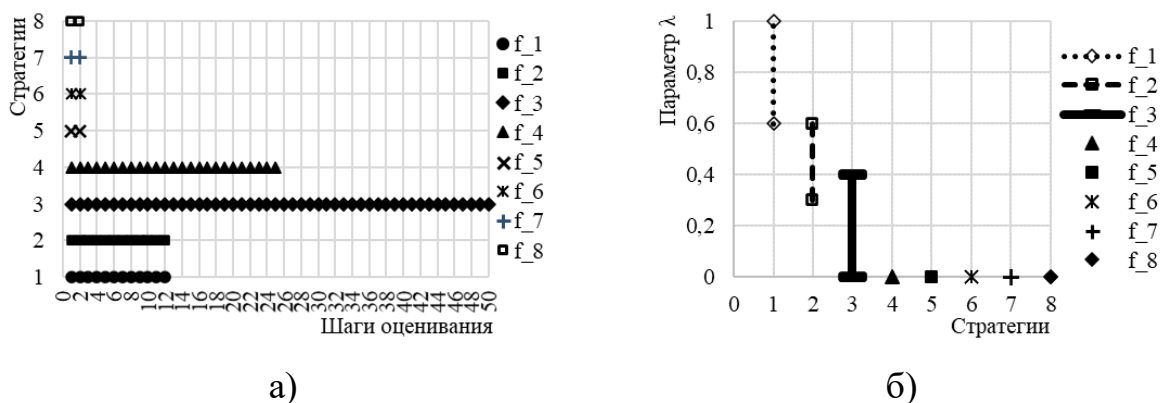 Стратегии
8
7
6
5
4
3
2
1
0 2 4 6 8 10 12 14 16 18 20 22 24 26 28 30 32 34 36 38 40 42 44 46 48 50
Шаги оценивания
f_1
f_2
f_3
f_4
f_5
f_6
f_7
f_8
а)
Параметр λ
1
0,8
0,6
0,4
0,2
0
0 1 2 3 4 5 6 7 8
Стратегии
f_1
f_2
f_3
f_4
f_5
f_6
f_7
f_8
б)